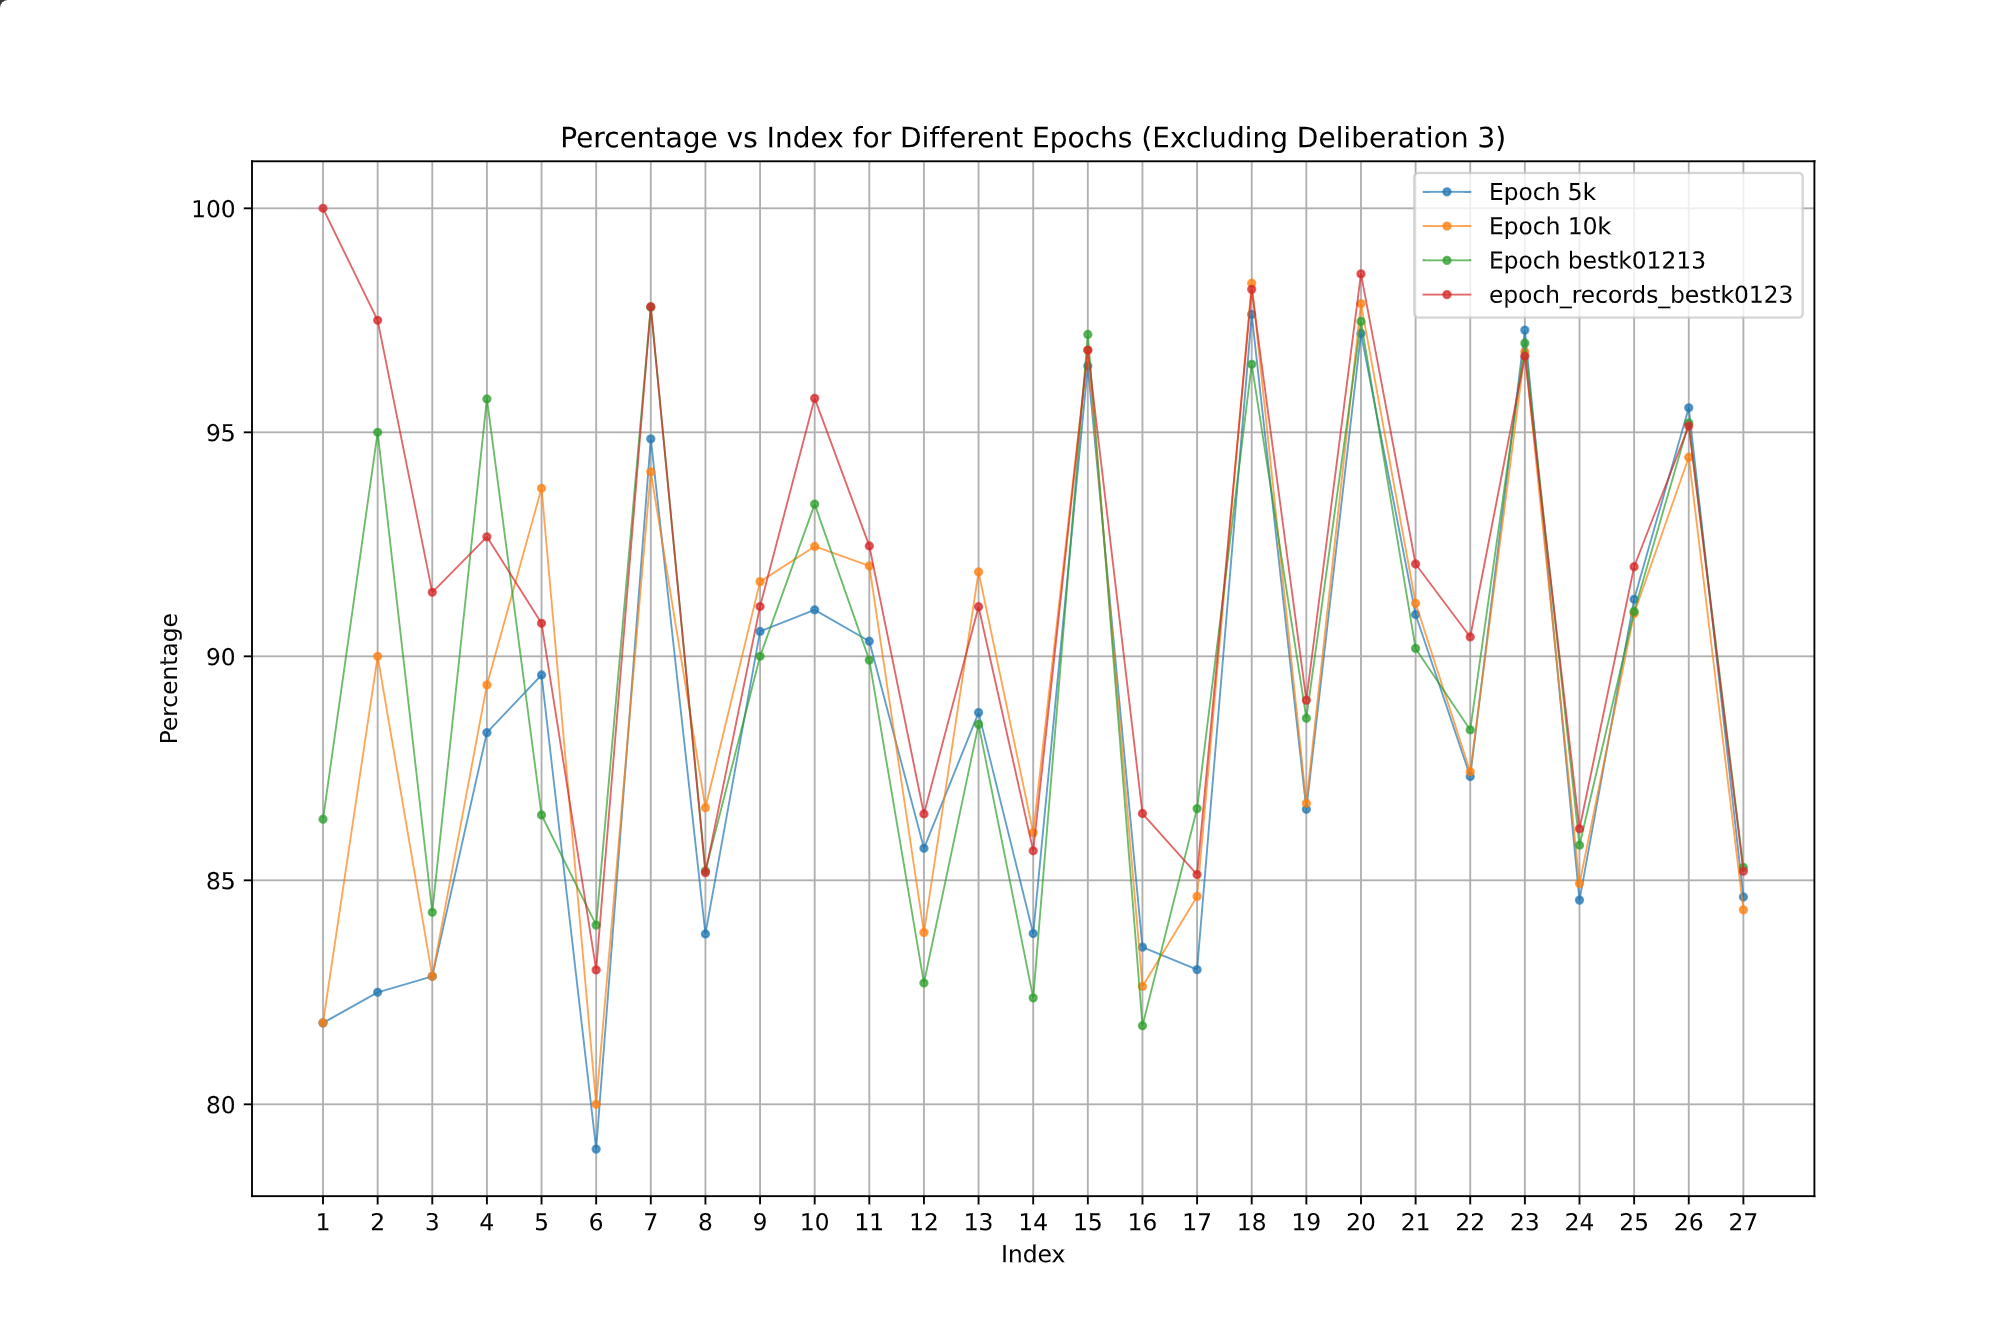 Percentage vs Index for Different Epochs (Excluding Deliberation 3)
Epoch 5k
Epoch 10k
Epoch bestk01213
epoch_records_bestk0123
100
95
90
85
80
Percentage
1 2 3 4 5 6 7 8 9 10 11 12 13 14 15 16 17 18 19 20 21 22 23 24 25 26 27
Index